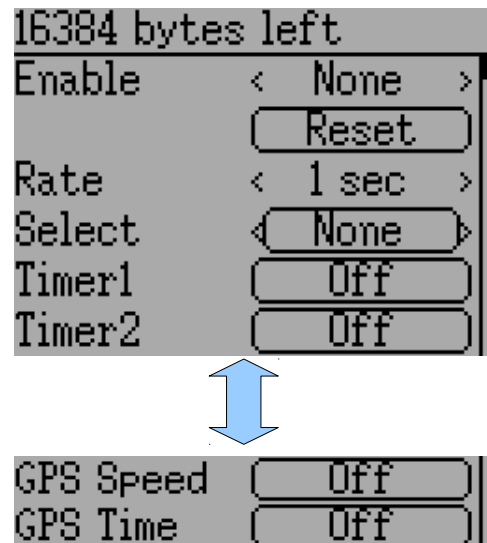 16384 bytes left
Enable < None >
Reset
Rate < 1 sec >
Select None
Timer1 Off
Timer2 Off
GPS Speed Off
GPS Time Off